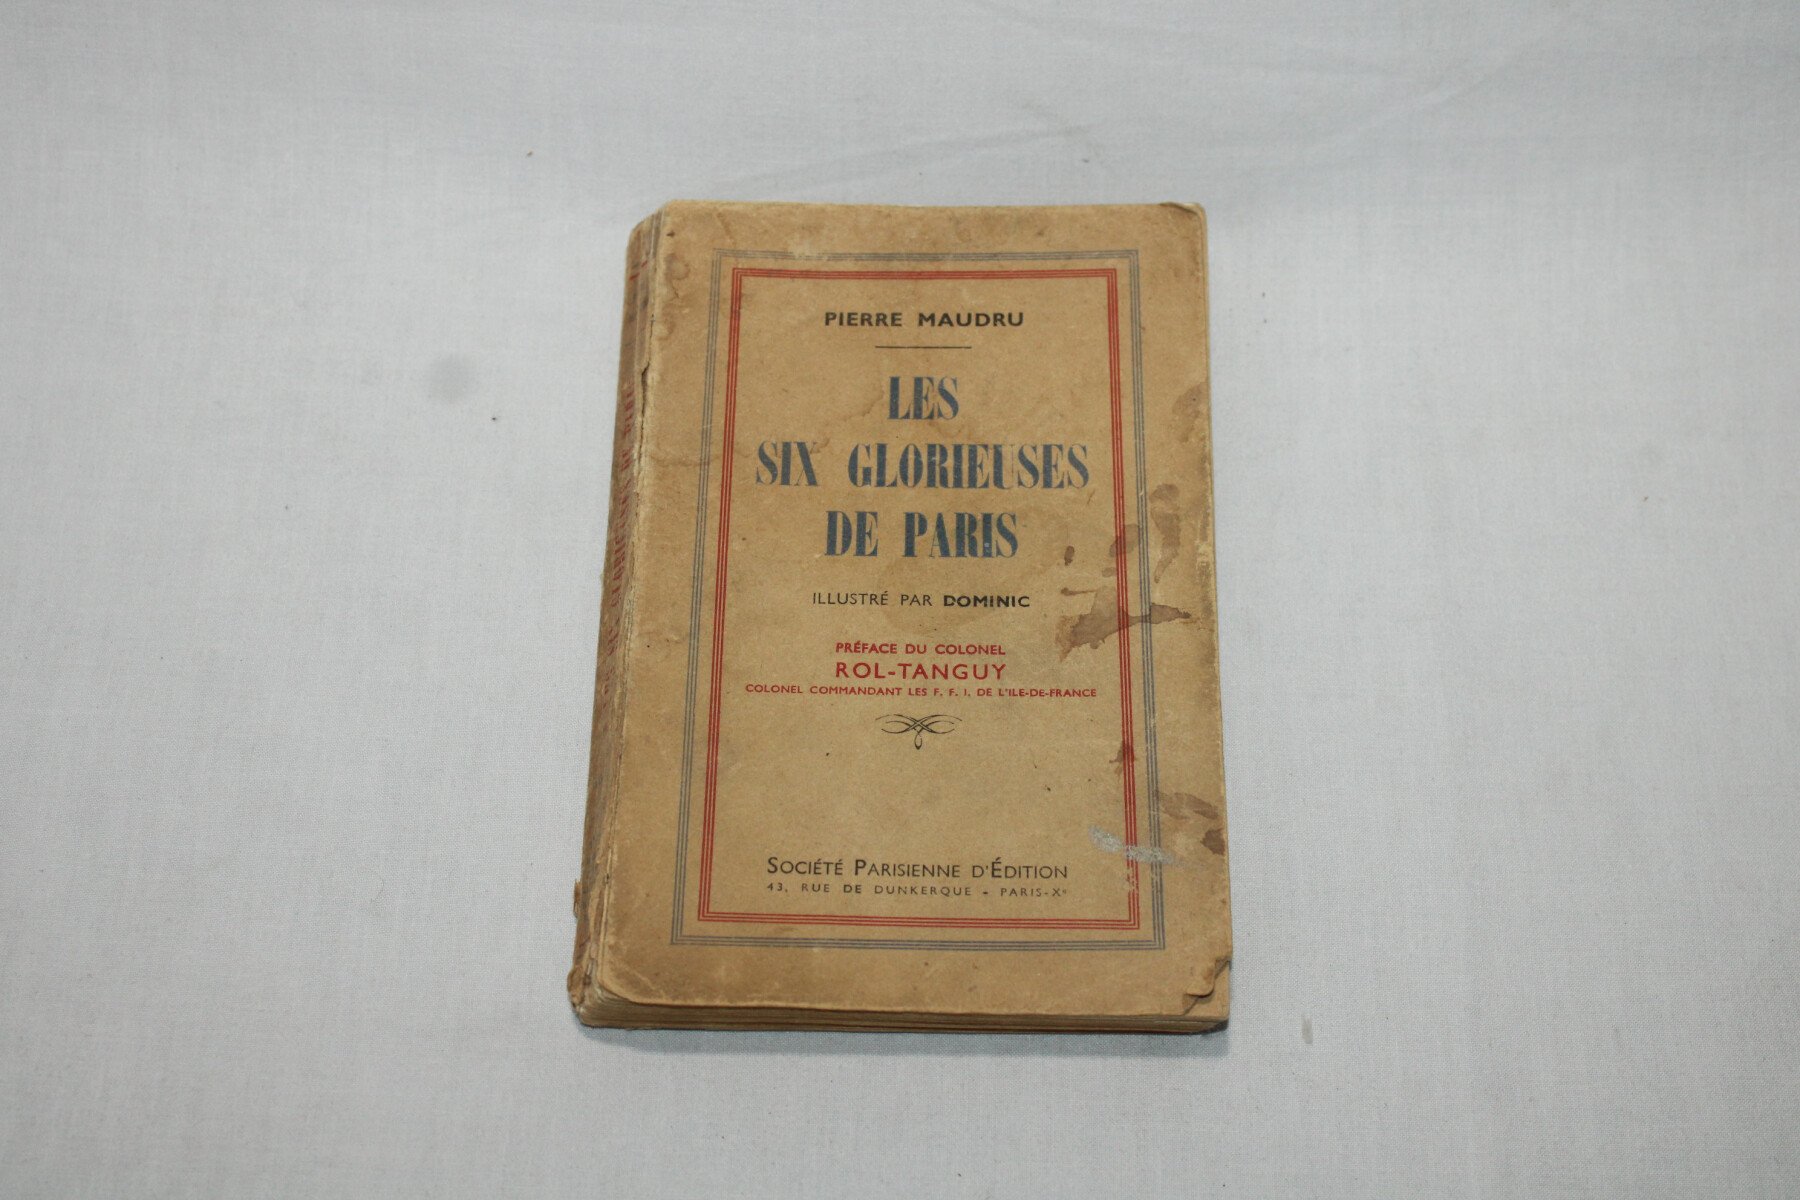 PIERRE MAUDRU
LES
SIX GLORIEUSES
DE PARIS
ILLUSTRÉ PAR DOMINIC
PRÉFACE DU COLONEL
ROL-TANGUY
COLONEL COMMANDANT LES F. F. I. DE L'ILE-DE-FRANCE
SOCIÉTÉ PARISIENNE D'ÉDITION
43, RUE DE DUNKERQUE - PARIS-Xe